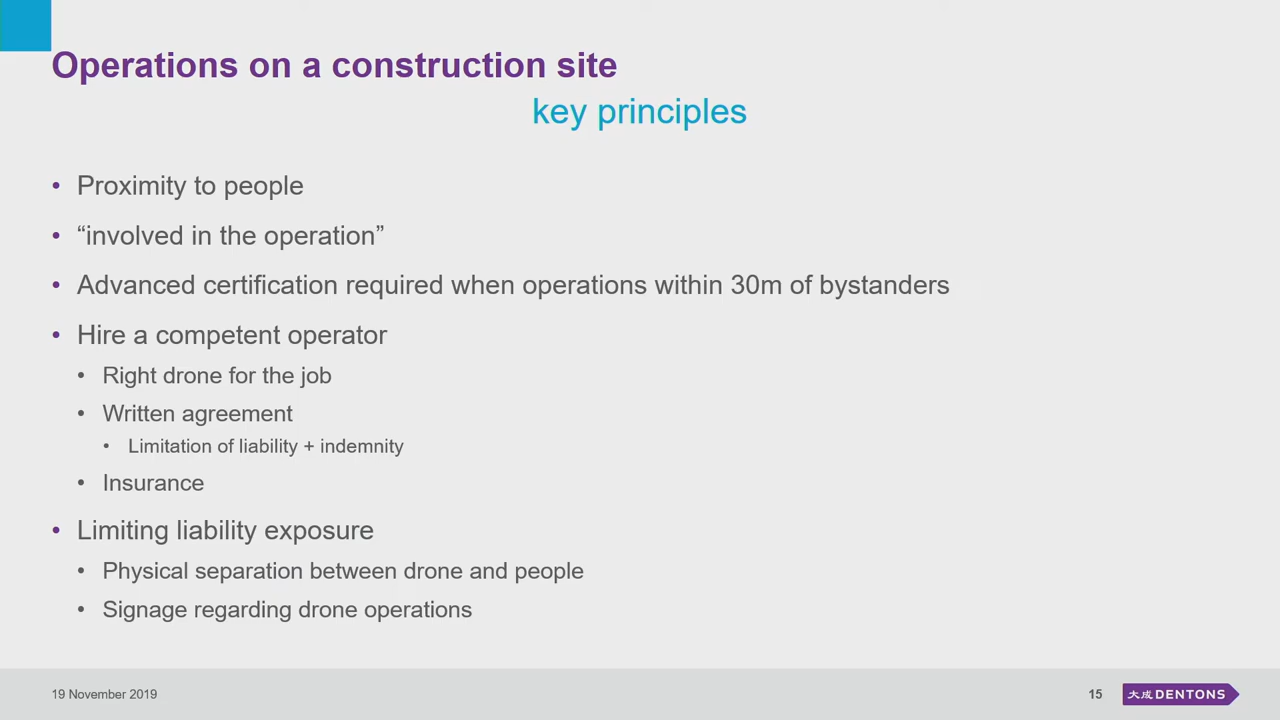 Operations on a construction site
key principles
• Proximity to people
• “involved in the operation”
• Advanced certification required when operations within 30m of bystanders
• Hire a competent operator
• Right drone for the job
• Written agreement
• Limitation of liability + indemnity
• Insurance
• Limiting liability exposure
• Physical separation between drone and people
• Signage regarding drone operations
19 November 2019
15
大成 DENTONS